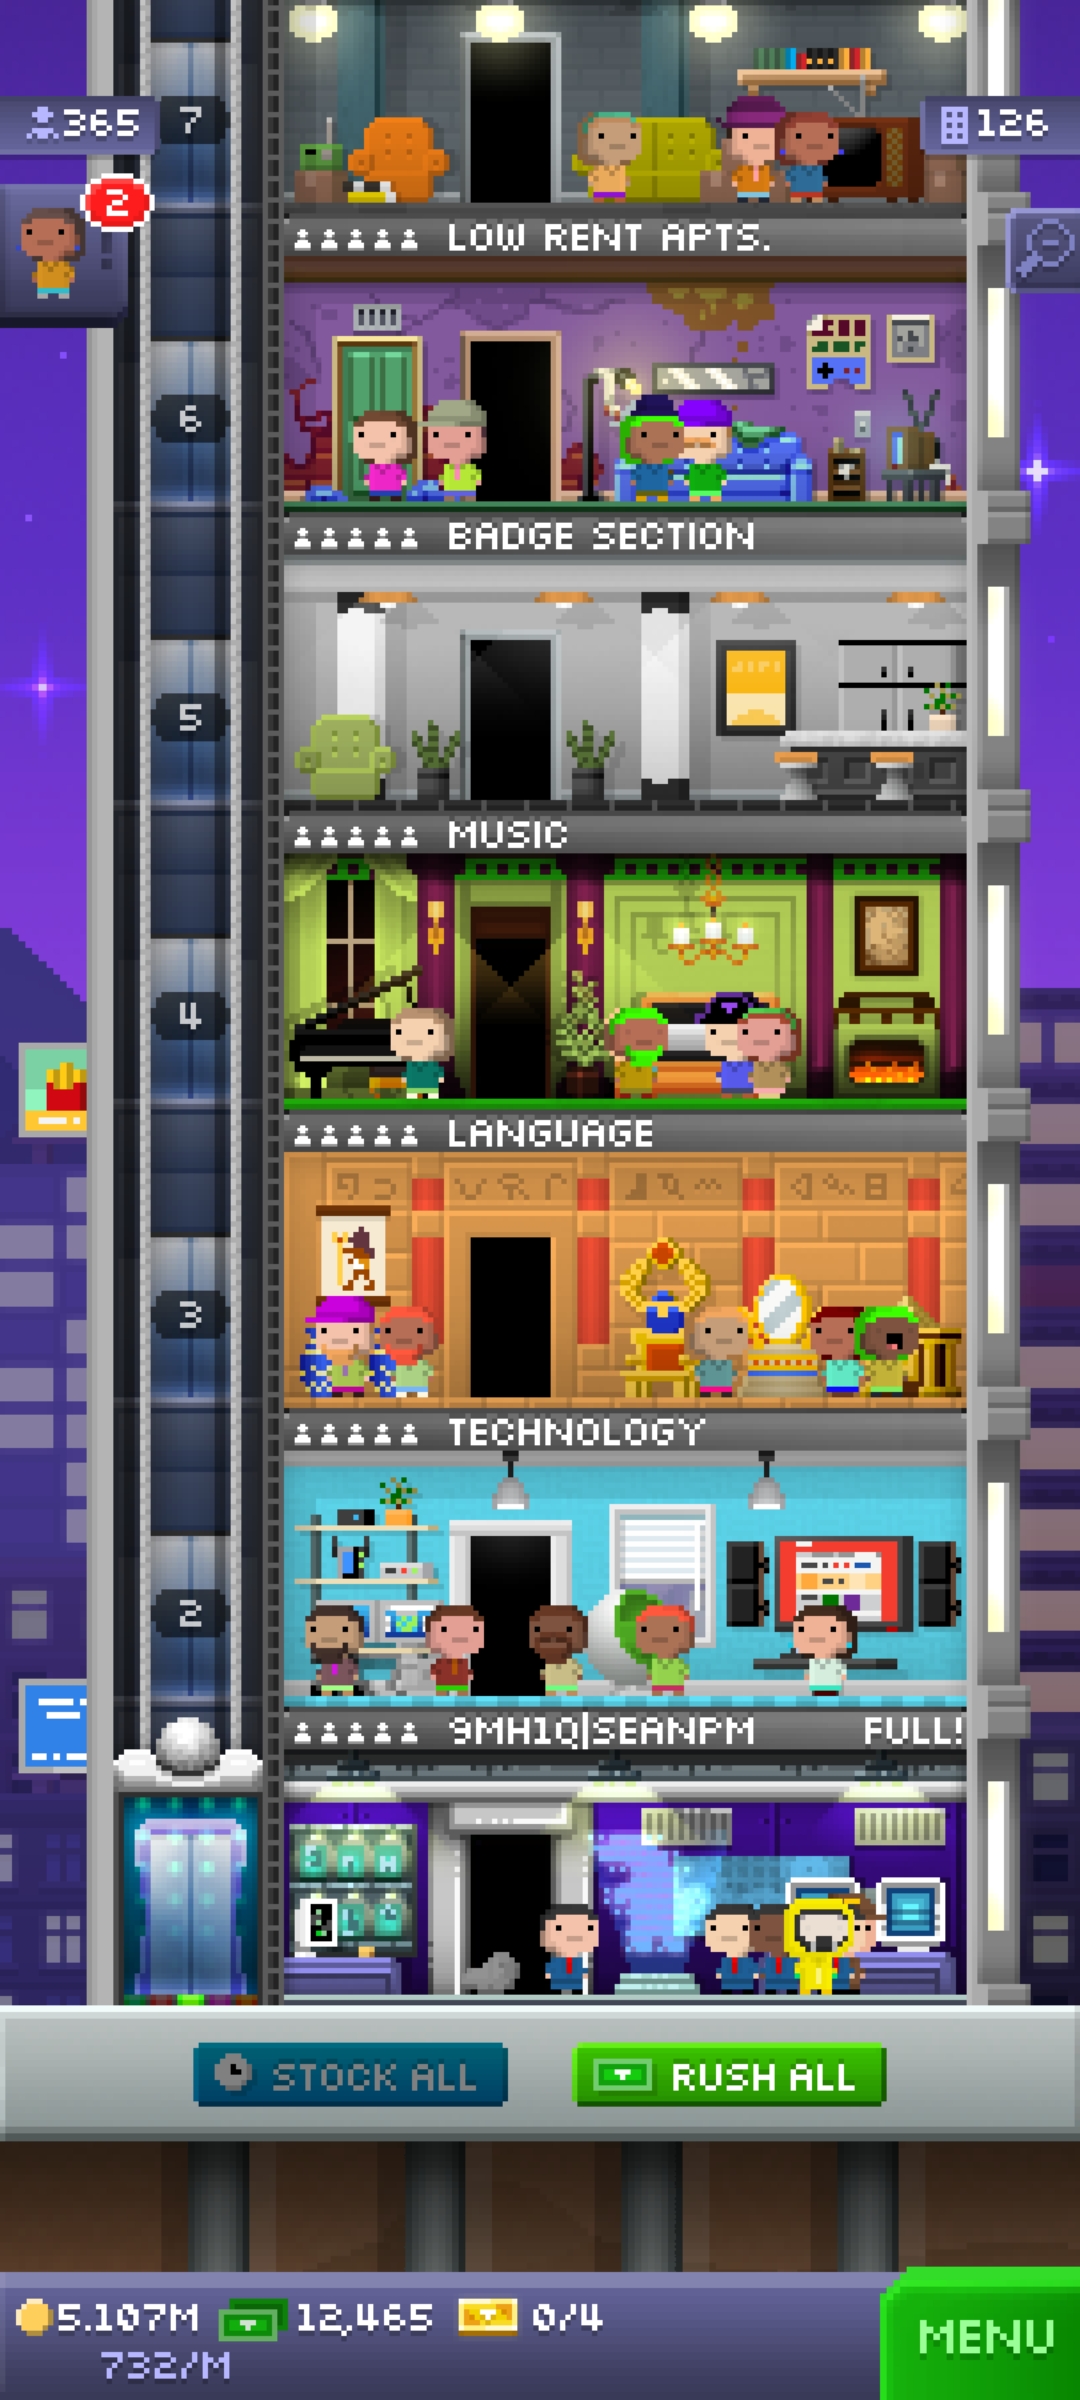 7
365
126
2
LOW RENT APTS.
6
BADGE SECTION
5
MUSIC
4
LANGUAGE
3
TECHNOLOGY
2
9MH1Q|SEANPM FULL!
STOCK ALL
RUSH ALL
5.107M 12,465 0/4
732/M
MENU